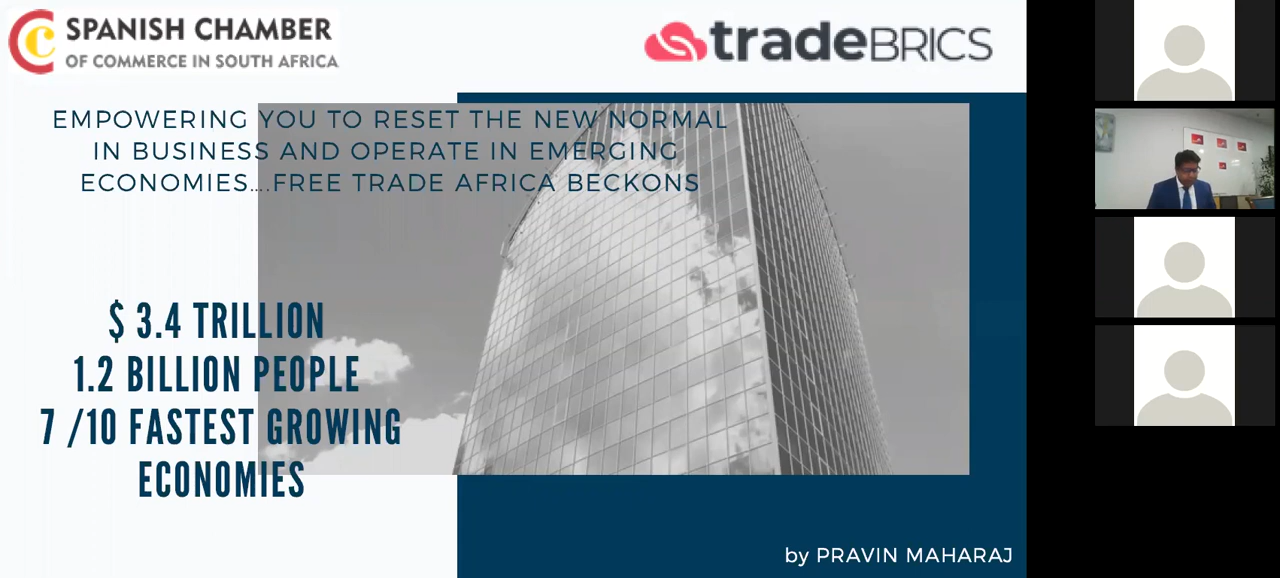 SPANISH CHAMBER
OF COMMERCE IN SOUTH AFRICA
tradeBRICS
EMPOWERING YOU TO RESET THE NEW NORMAL
IN BUSINESS AND OPERATE IN EMERGING
ECONOMIES....FREE TRADE AFRICA BECKONS
$ 3.4 TRILLION
1.2 BILLION PEOPLE
7 /10 FASTEST GROWING
ECONOMIES
by PRAVIN MAHARAJ